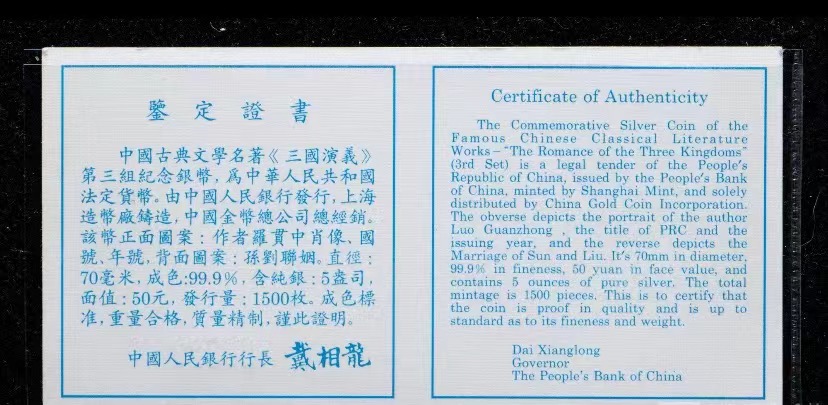 鑒定證書
中國古典文學名著《三國演義》
第三組紀念銀幣，爲中華人民共和國
法定貨幣。由中國人民銀行發行，上海
造幣廠鑄造，中國金幣總公司總經銷。
該幣正面圖案：作者羅貫中肖像、國
號、年號，背面圖案：孫劉聯姻。直徑：
70毫米，成色:99.9%，含純銀：5盎司，
面值：50元，發行量：1500枚。成色標
准，重量合格，質量精制，謹此證明。
中國人民銀行行長 戴相龍
Certificate of Authenticity
The Commemorative Silver Coin of the
Famous Chinese Classical Literature
Works－"The Romance of the Three Kingdoms"
(3rd Set) is a legal tender of the People's
Republic of China, issued by the People's Bank
of China, minted by Shanghai Mint, and solely
distributed by China Gold Coin Incorporation.
The obverse depicts the portrait of the author
Luo Guanzhong , the title of PRC and the
issuing year, and the reverse depicts the
Marriage of Sun and Liu. It's 70mm in diameter,
99.9% in fineness, 50 yuan in face value, and
contains 5 ounces of pure silver. The total
mintage is 1500 pieces. This is to certify that
the coin is proof in quality and is up to
standard as to its fineness and weight.
Dai Xianglong
Governor
The People's Bank of China